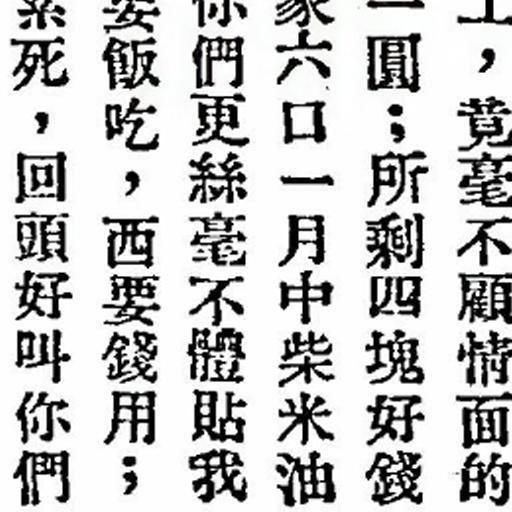 上，竟毫不顧情面的
一圓；所剩四塊好錢
家六口一月中柴米油
你們更絲毫不體貼我
要飯吃，西要錢用；
累死，回頭好叫你們